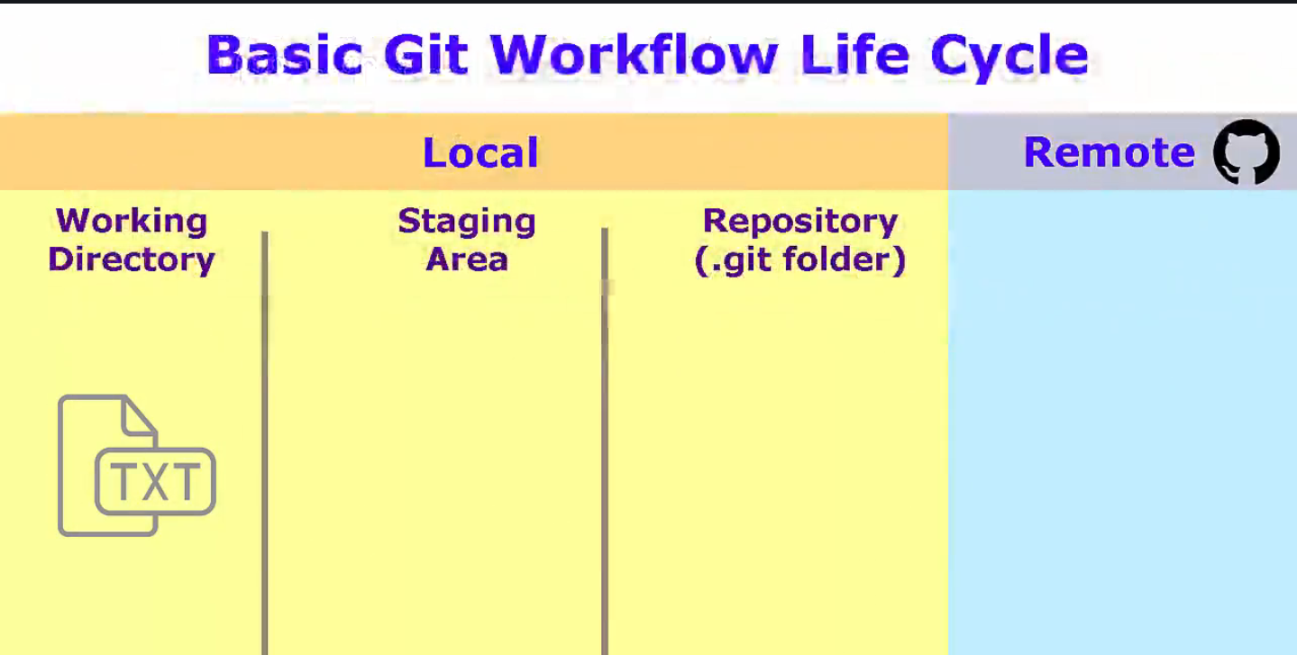 Basic Git Workflow Life Cycle
Local
Remote
Working
Directory
Staging
Area
Repository
(.git folder)
TXT